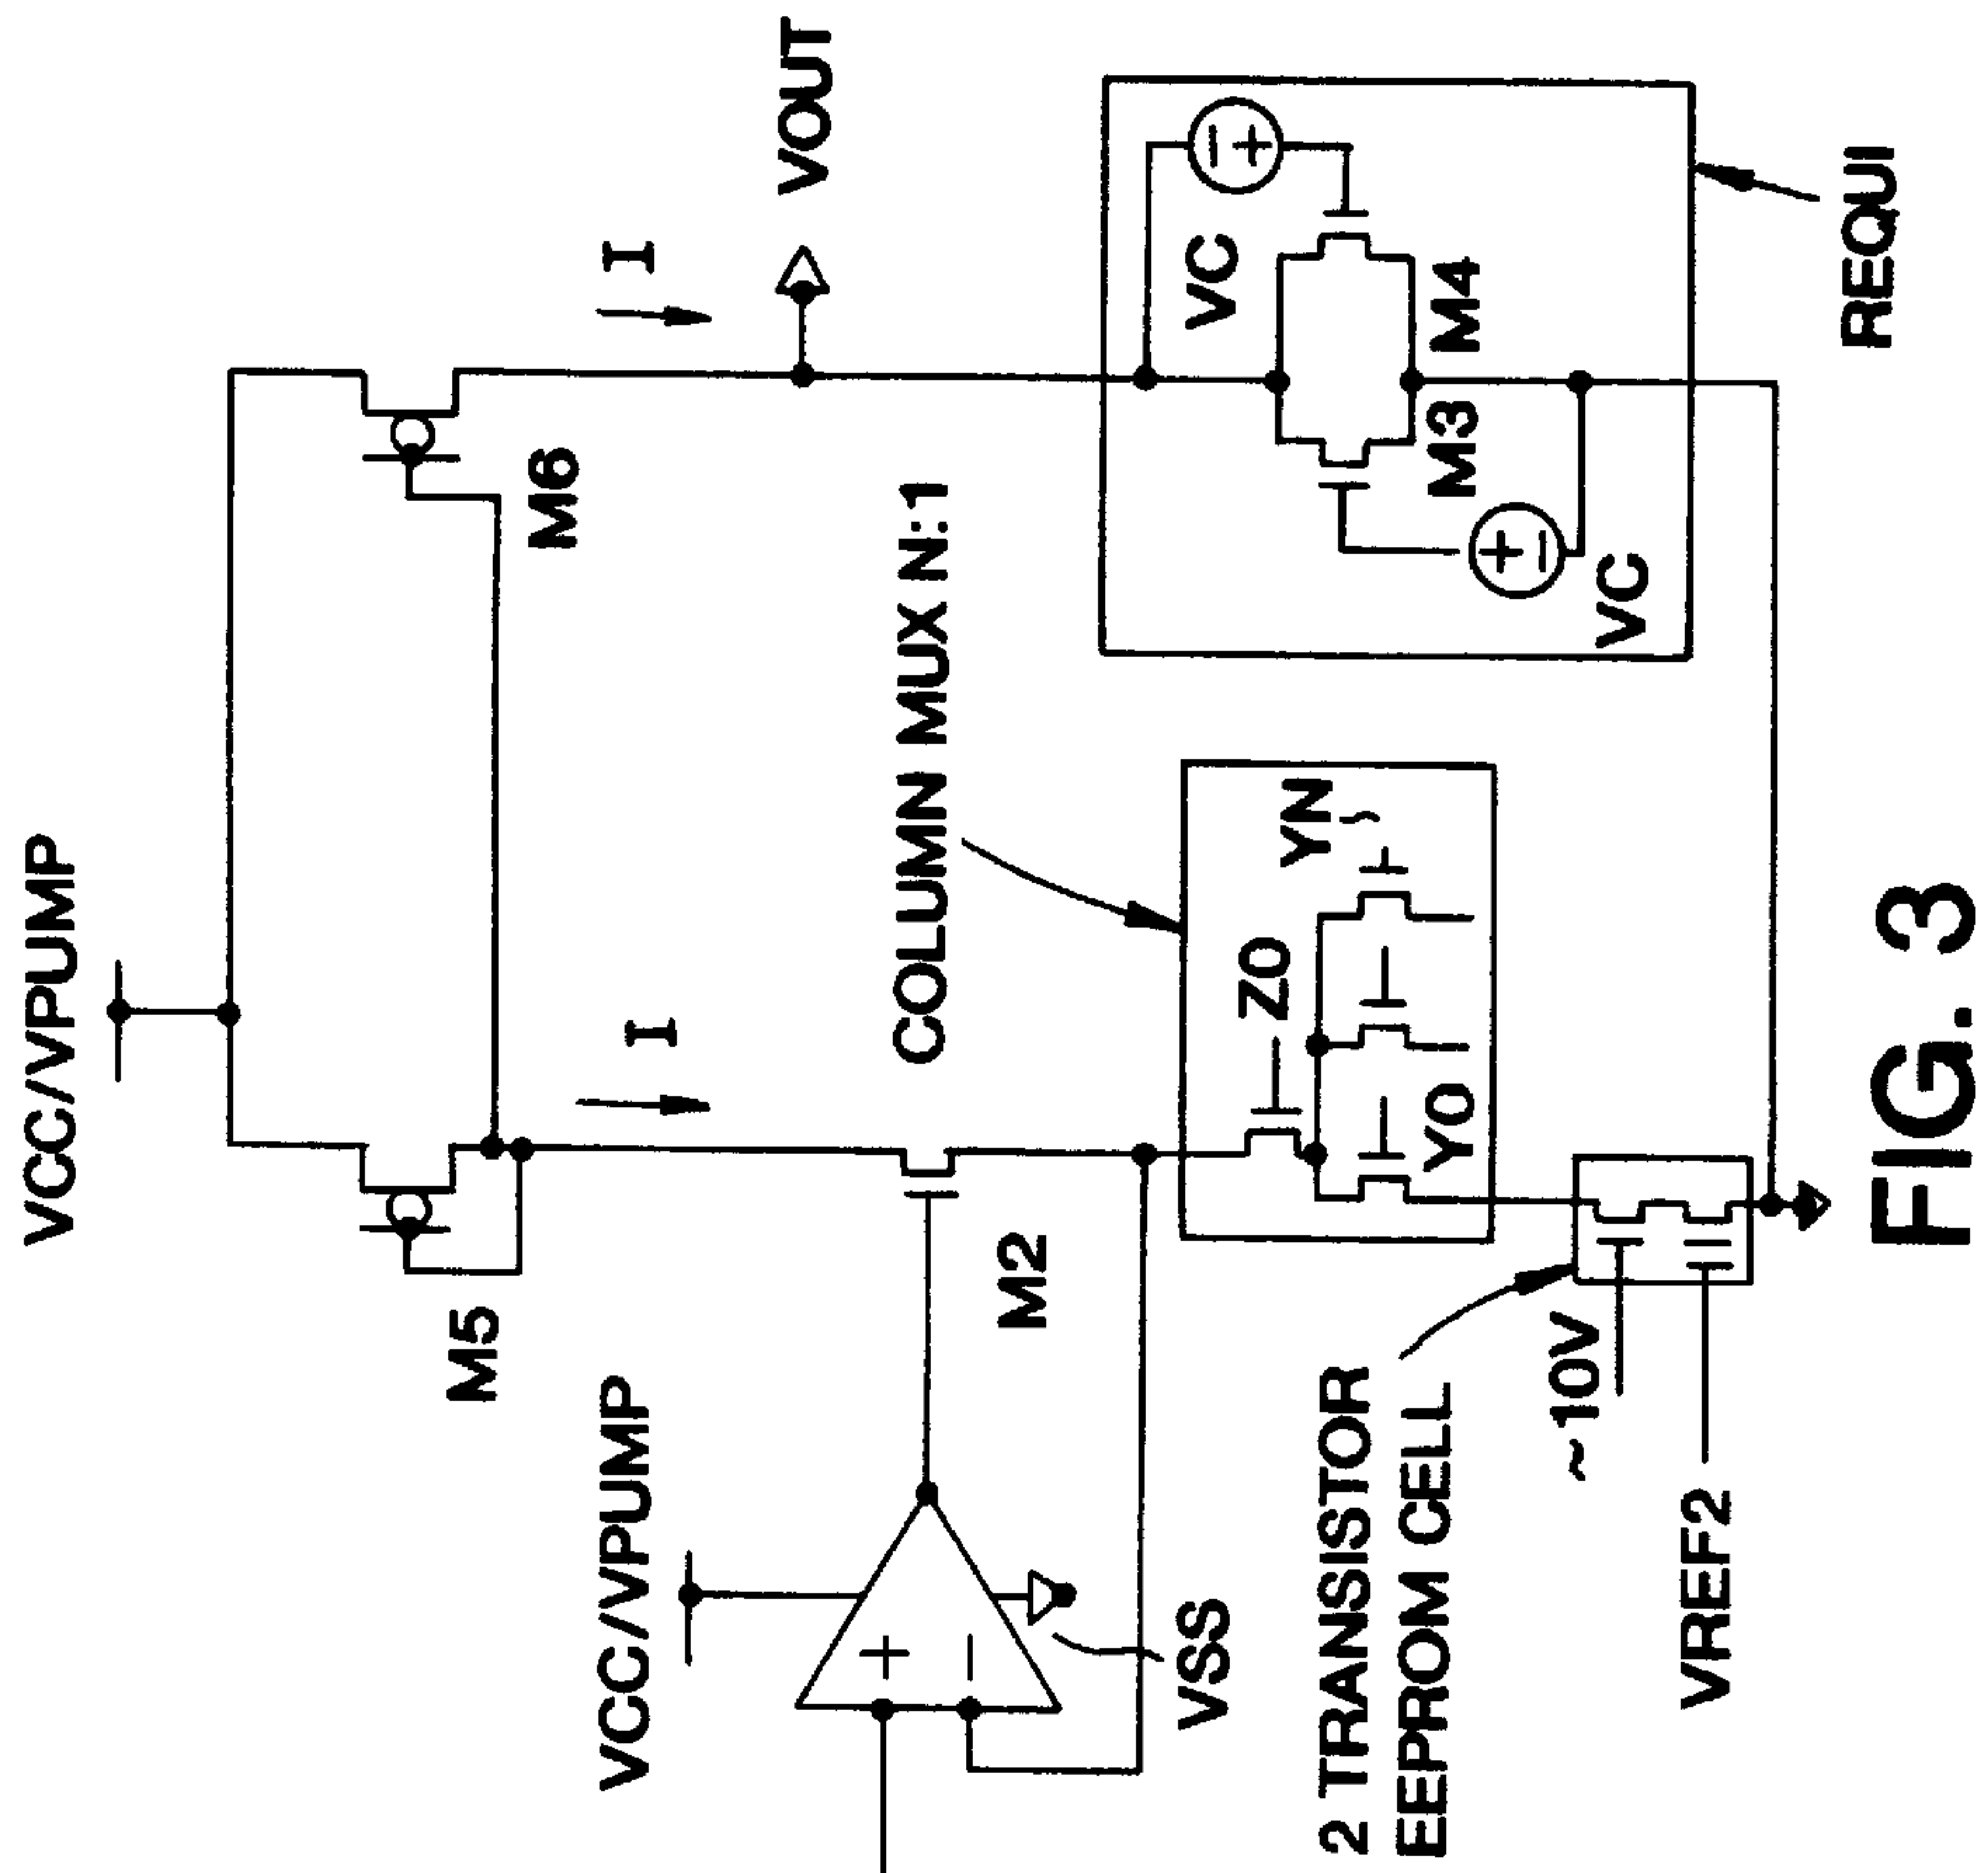 VCC/VPUMP
M5
M6
I
I
VOUT
VCC/VPUMP
+
−
VSS
M2
COLUMN MUX N:1
Z0
Y0
YN
VC
− +
M4
M3
+ −
VC
REQUI
2 TRANSISTOR
EEPROM CELL
~10V
VREF2
FIG. 3